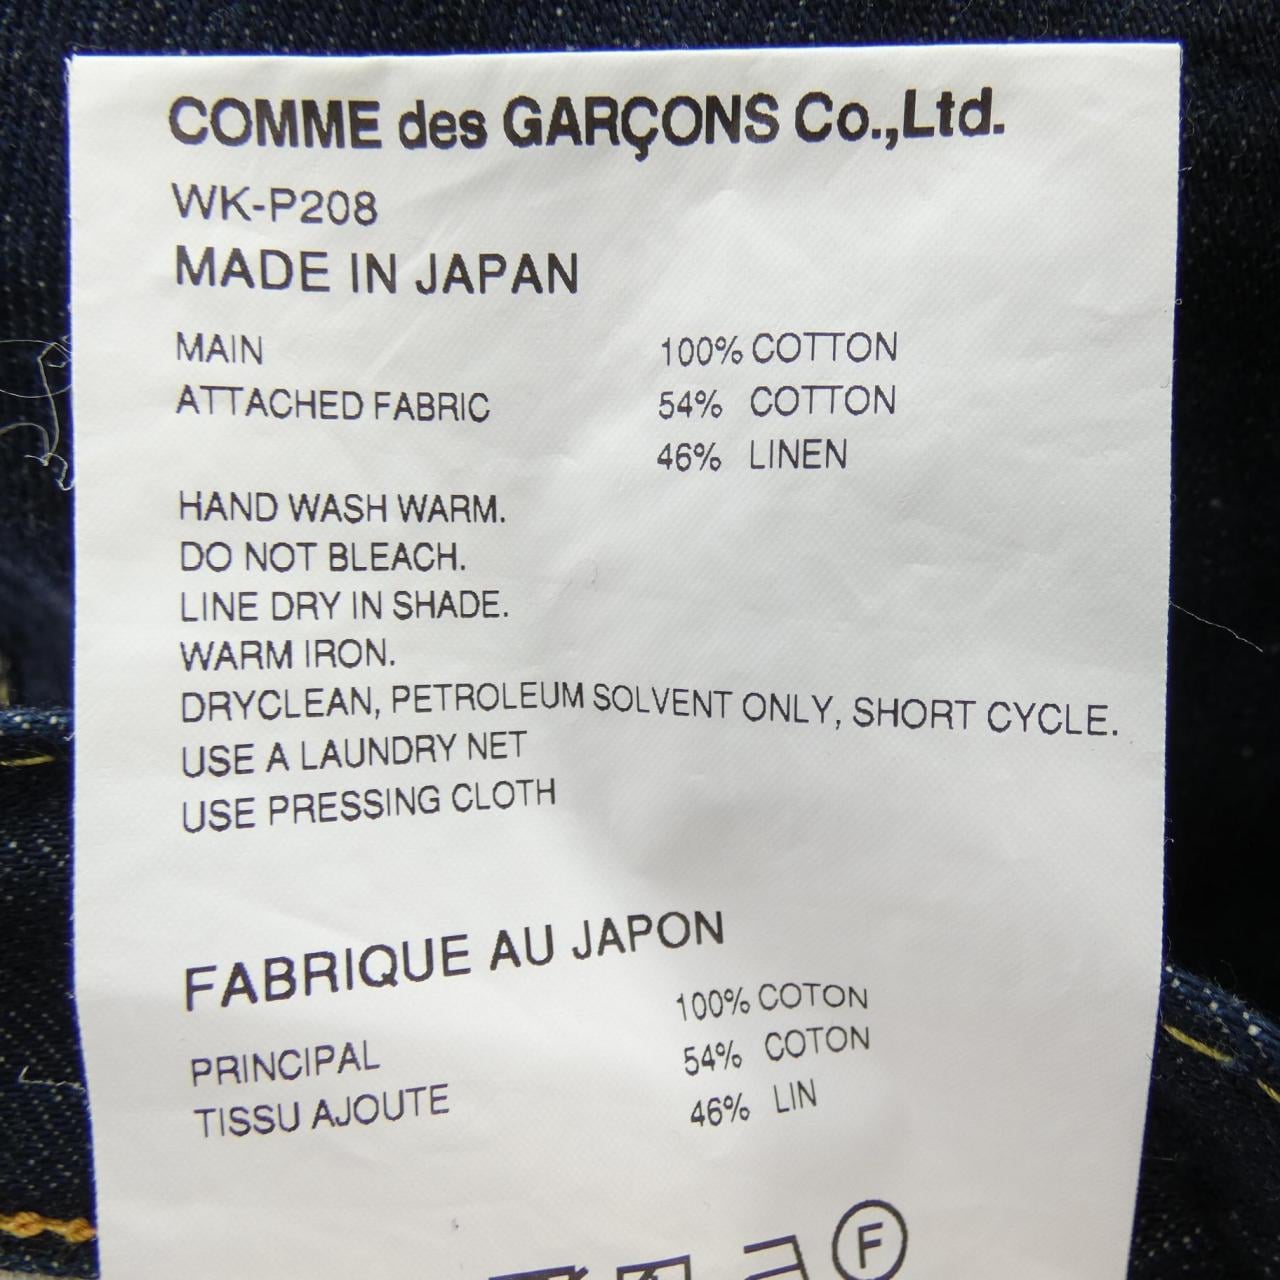 COMME des GARÇONS Co.,Ltd.
WK-P208
MADE IN JAPAN
MAIN 100% COTTON
ATTACHED FABRIC 54% COTTON
46% LINEN
HAND WASH WARM.
DO NOT BLEACH.
LINE DRY IN SHADE.
WARM IRON.
DRYCLEAN, PETROLEUM SOLVENT ONLY, SHORT CYCLE.
USE A LAUNDRY NET
USE PRESSING CLOTH
FABRIQUE AU JAPON
PRINCIPAL 100% COTON
TISSU AJOUTE 54% COTON
46% LIN
F